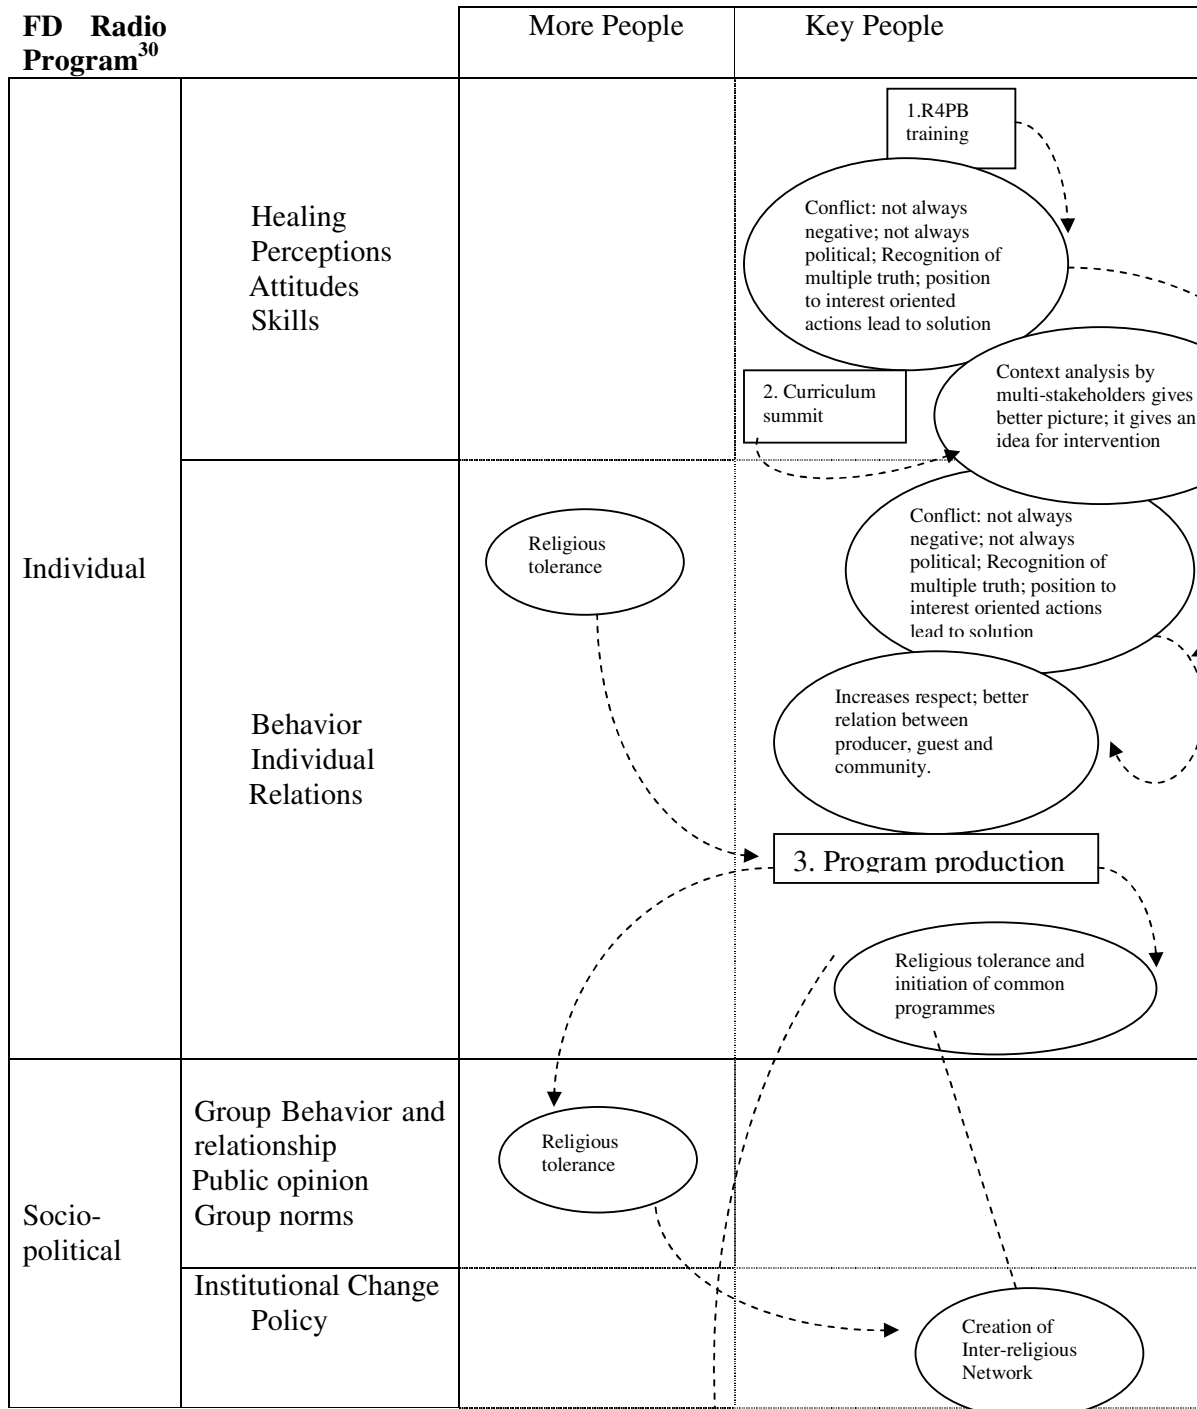 FD Radio
Program30
More People
Key People
1.R4PB
training
Conflict: not always
negative; not always
political; Recognition of
multiple truth; position
to interest oriented
actions lead to solution
Healing
Perceptions
Attitudes
Skills
Context analysis by
multi-stakeholders gives
better picture; it gives an
idea for intervention
2. Curriculum
summit
Individual
Religious
tolerance
Conflict: not always
negative; not always
political; Recognition of
multiple truth; position to
interest oriented actions
lead to solution
Behavior
Individual
Relations
Increases respect; better
relation between
producer, guest and
community.
3. Program production
Religious tolerance and
initiation of common
programmes
Socio-
political
Group Behavior and
relationship
Public opinion
Group norms
Religious
tolerance
Institutional Change
Policy
Creation of
Inter-religious
Network